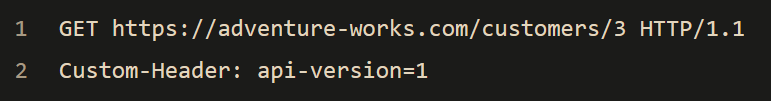 1 GET https://adventure-works.com/customers/3 HTTP/1.1
2 Custom-Header: api-version=1